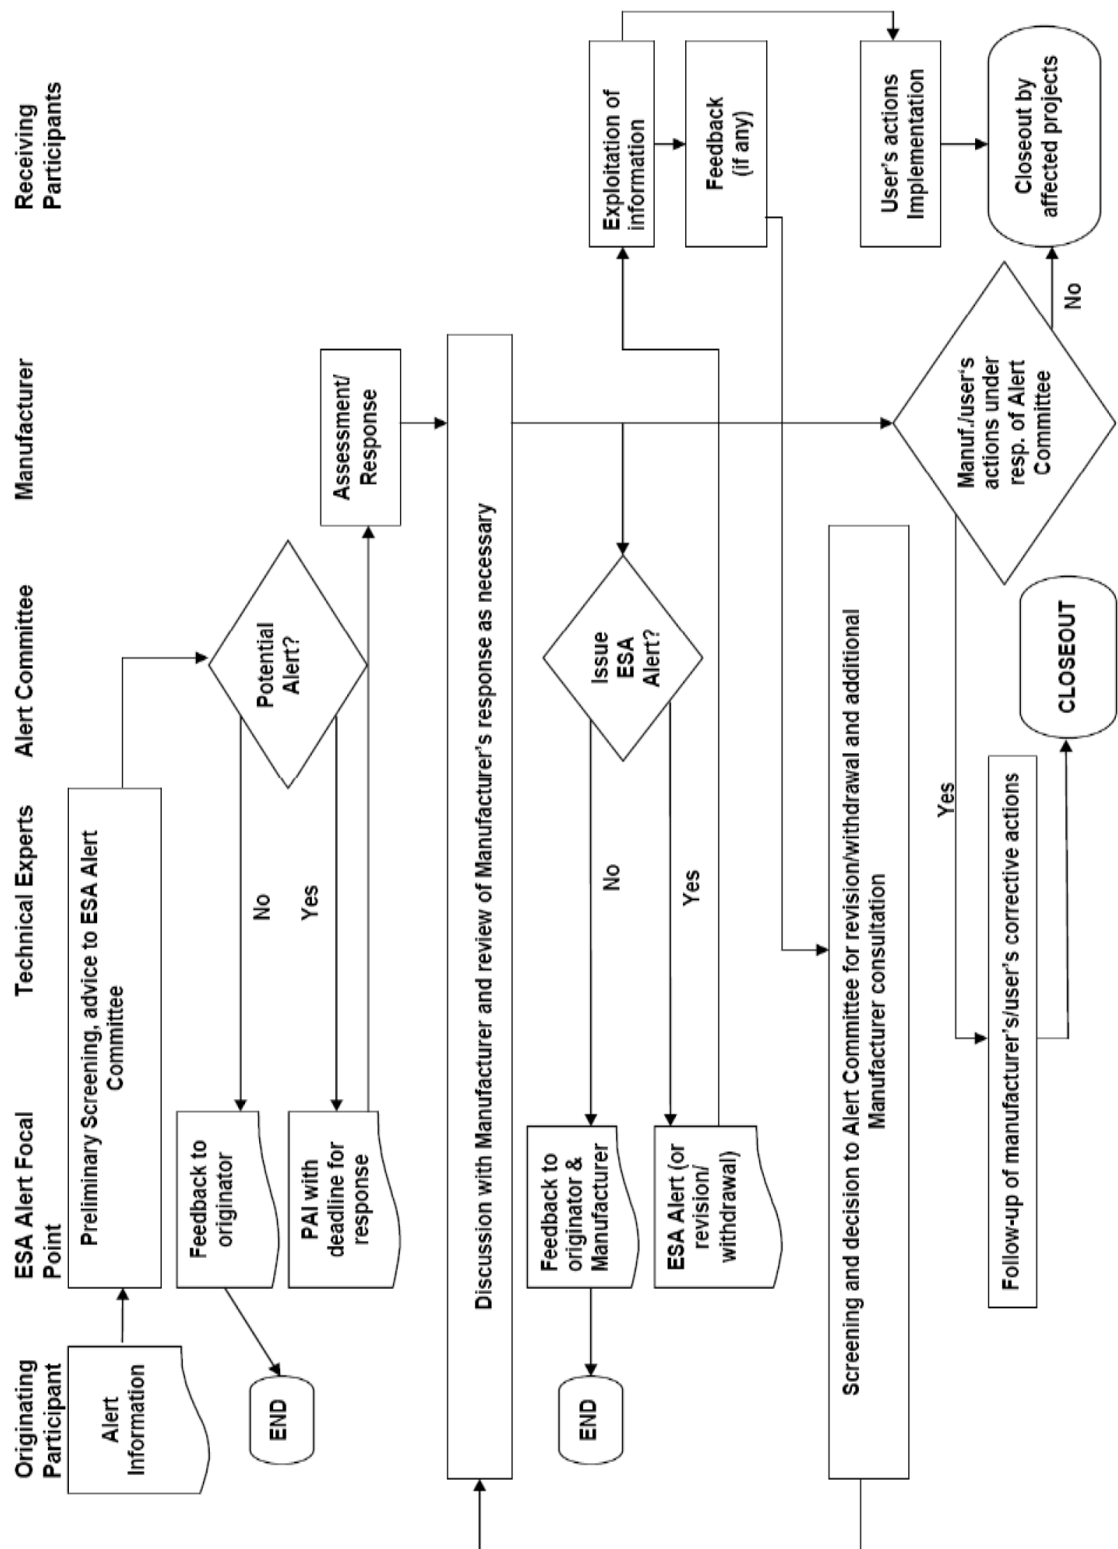 Originating
Participant
ESA Alert Focal
Point
Technical Experts
Alert Committee
Manufacturer
Receiving
Participants
Alert
Information
Preliminary Screening, advice to ESA Alert
Committee
Potential
Alert?
No
Feedback to
originator
END
Yes
PAI with
deadline for
response
Assessment/
Response
Discussion with Manufacturer and review of Manufacturer's response as necessary
Issue
ESA
Alert?
No
Feedback to
originator &
Manufacturer
END
Yes
ESA Alert (or
revision/
withdrawal)
Exploitation of
information
Feedback
(if any)
Screening and decision to Alert Committee for revision/withdrawal and additional
Manufacturer consultation
User's actions
Implementation
Manuf./user's
actions under
resp. of Alert
Committee
No
Closeout by
affected projects
Yes
Follow-up of manufacturer's/user's corrective actions
CLOSEOUT